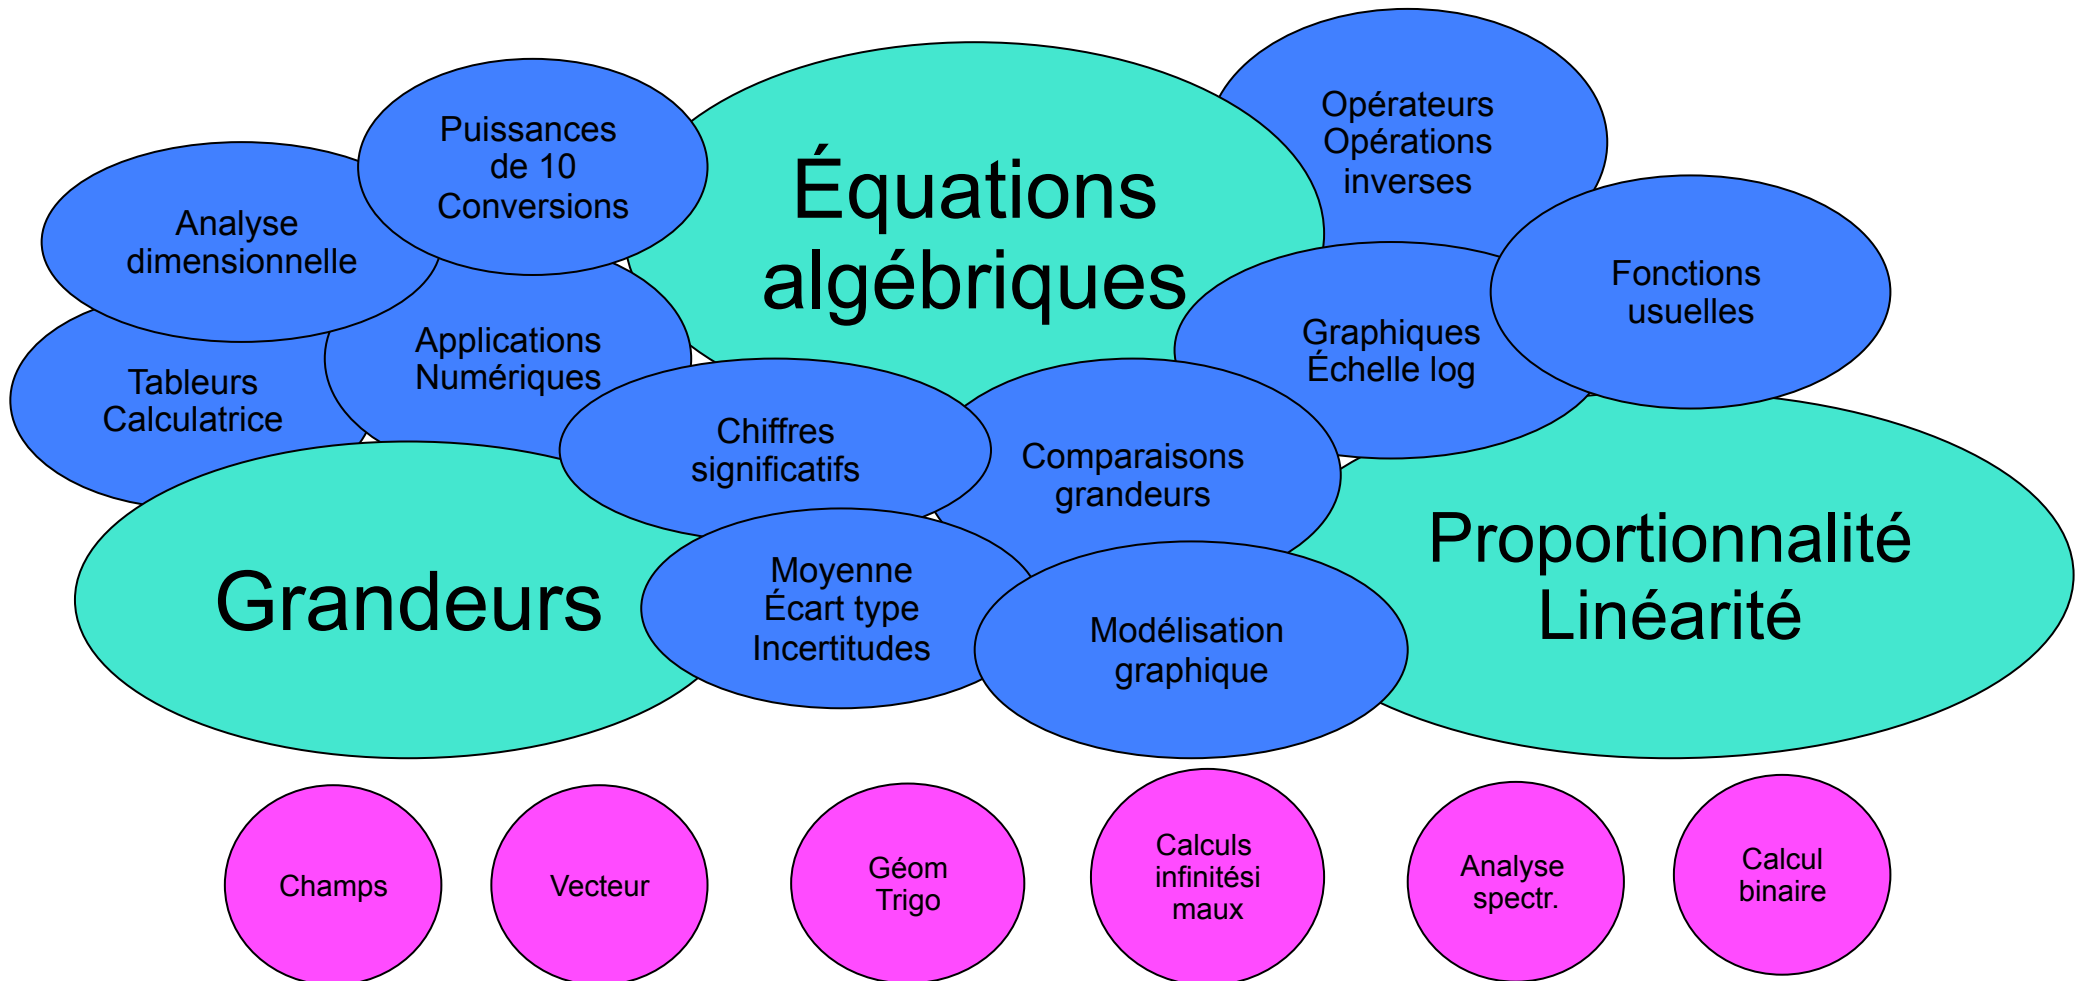 Puissances
de 10
Conversions
Équations
algébriques
Opérateurs
Opérations
inverses
Analyse
dimensionnelle
Fonctions
usuelles
Applications
Numériques
Graphiques
Échelle log
Tableurs
Calculatrice
Chiffres
significatifs
Comparaisons
grandeurs
Grandeurs
Moyenne
Écart type
Incertitudes
Modélisation
graphique
Proportionnalité
Linéarité
Champs
Vecteur
Géom
Trigo
Calculs
infinitési
maux
Analyse
spectr.
Calcul
binaire